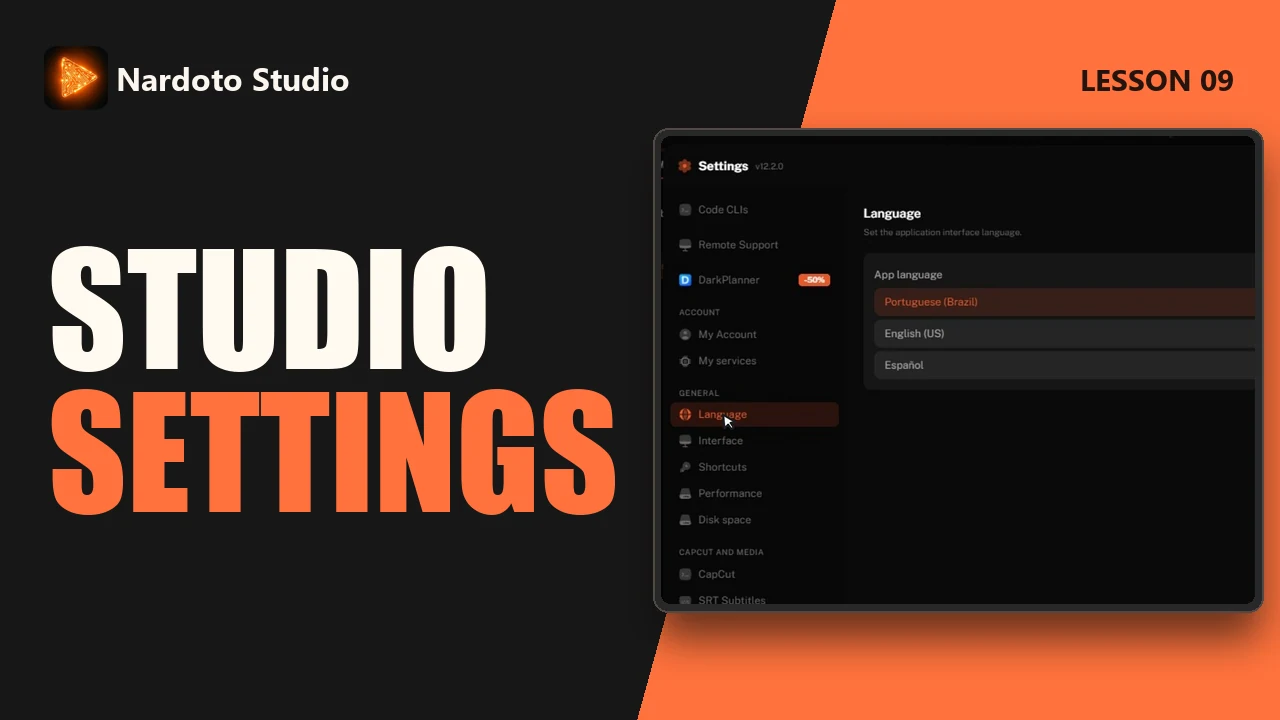 Nardoto Studio
LESSON 09
STUDIO
SETTINGS
Settings v12.2.0
Code CLIs
Remote Support
DarkPlanner -50%
ACCOUNT
My Account
My services
GENERAL
Language
Interface
Shortcuts
Performance
Disk space
CAPCUT AND MEDIA
CapCut
SRT Subtitles
Language
Set the application interface language.
App language
Portuguese (Brazil)
English (US)
Español